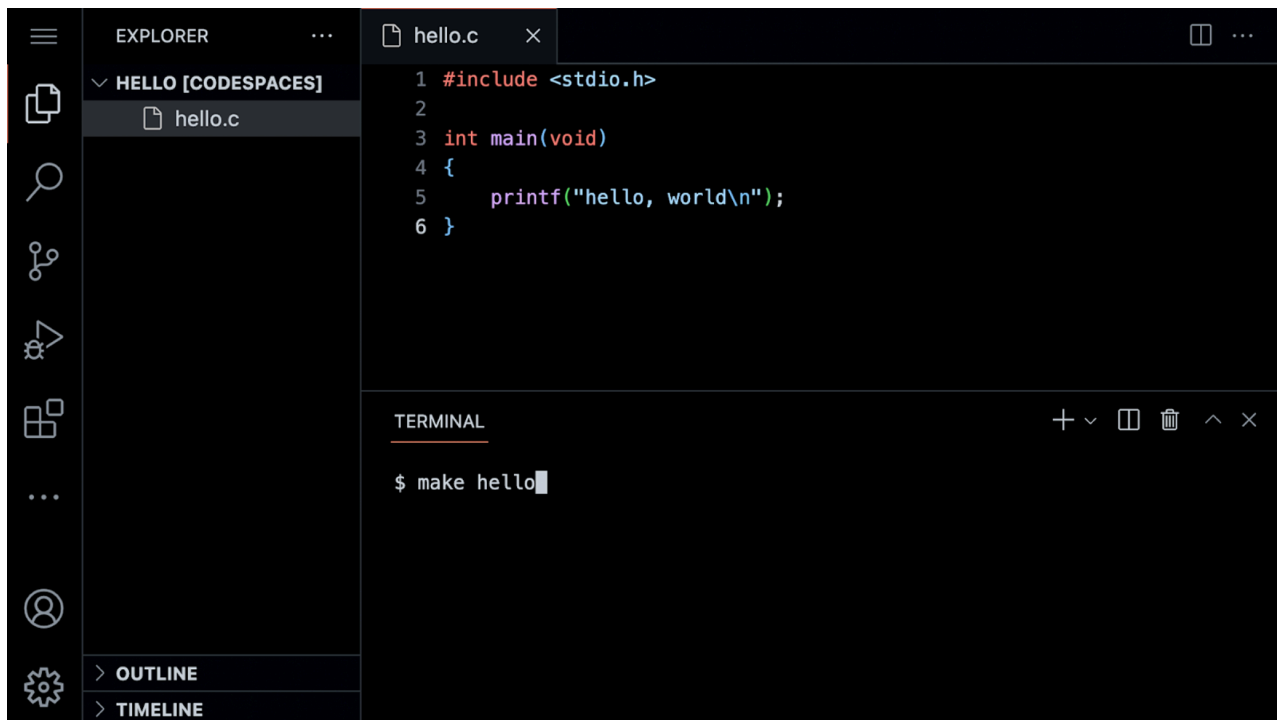 EXPLORER ...
hello.c
HELLO [CODESPACES]
hello.c
1 #include <stdio.h>
2
3 int main(void)
4 {
5     printf("hello, world\n");
6 }
TERMINAL
$ make hello
OUTLINE
TIMELINE